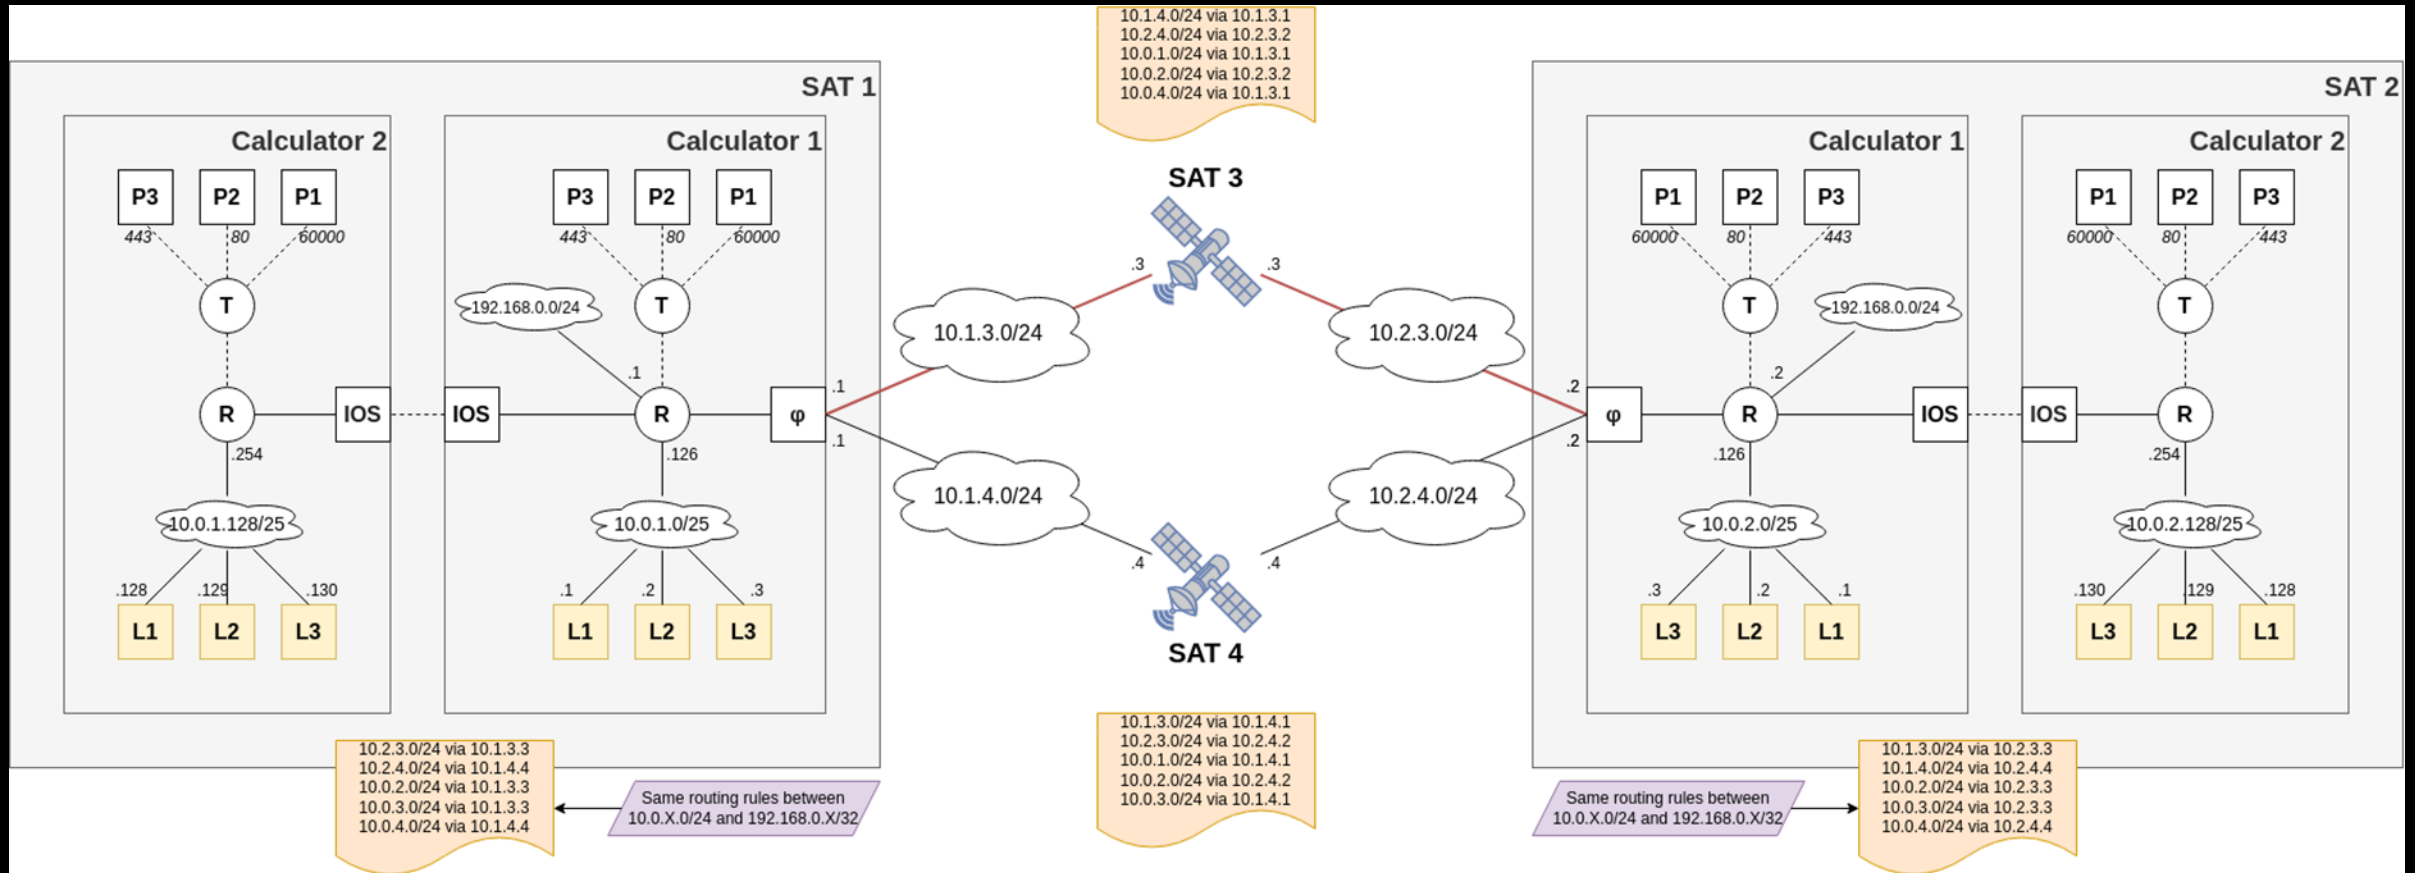 10.1.4.0/24 via 10.1.3.1
10.2.4.0/24 via 10.2.3.2
10.0.1.0/24 via 10.1.3.1
10.0.2.0/24 via 10.2.3.2
10.0.4.0/24 via 10.1.3.1
SAT 1
Calculator 2
P3
P2
P1
443
80
60000
T
R
IOS
.254
10.0.1.128/25
.128
.129
.130
L1
L2
L3
Calculator 1
P3
P2
P1
443
80
60000
192.168.0.0/24
T
.1
IOS
R
φ
.1
.1
.126
10.0.1.0/25
.1
.2
.3
L1
L2
L3
SAT 3
.3
.3
10.1.3.0/24
10.2.3.0/24
10.1.4.0/24
10.2.4.0/24
.4
.4
SAT 4
SAT 2
Calculator 1
P1
P2
P3
60000
80
443
T
192.168.0.0/24
.2
.2
.2
φ
R
IOS
.126
10.0.2.0/25
.3
.2
.1
L3
L2
L1
Calculator 2
P1
P2
P3
60000
80
443
T
IOS
R
.254
10.0.2.128/25
.130
.129
.128
L3
L2
L1
10.2.3.0/24 via 10.1.3.3
10.2.4.0/24 via 10.1.4.4
10.0.2.0/24 via 10.1.3.3
10.0.3.0/24 via 10.1.3.3
10.0.4.0/24 via 10.1.4.4
Same routing rules between
10.0.X.0/24 and 192.168.0.X/32
10.1.3.0/24 via 10.1.4.1
10.2.3.0/24 via 10.2.4.2
10.0.1.0/24 via 10.1.4.1
10.0.2.0/24 via 10.2.4.2
10.0.3.0/24 via 10.1.4.1
Same routing rules between
10.0.X.0/24 and 192.168.0.X/32
10.1.3.0/24 via 10.2.3.3
10.1.4.0/24 via 10.2.4.4
10.0.2.0/24 via 10.2.3.3
10.0.3.0/24 via 10.2.3.3
10.0.4.0/24 via 10.2.4.4